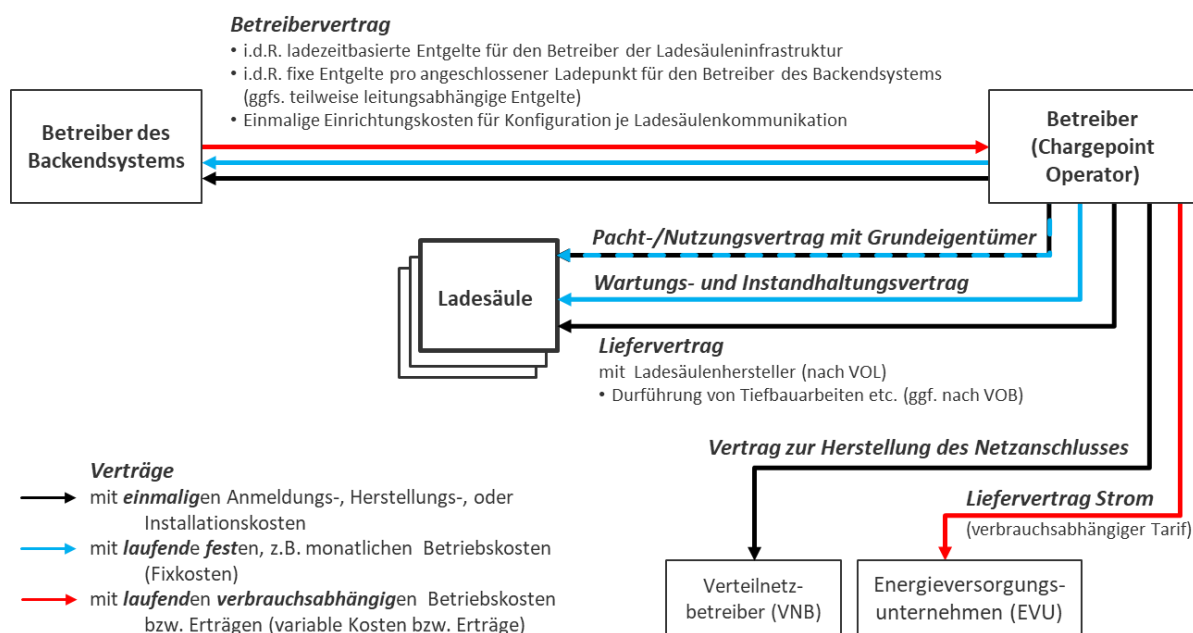 Betreibervertrag
• i.d.R. ladezeitbasierte Entgelte für den Betreiber der Ladesäuleninfrastruktur
• i.d.R. fixe Entgelte pro angeschlossener Ladepunkt für den Betreiber des Backendsystems
(ggfs. teilweise leitungsabhängige Entgelte)
• Einmalige Einrichtungskosten für Konfiguration je Ladesäulenkommunikation
Betreiber des
Backendsystems
Betreiber
(Chargepoint
Operator)
Pacht-/Nutzungsvertrag mit Grundeigentümer
Wartungs- und Instandhaltungsvertrag
Ladesäule
Liefervertrag
mit Ladesäulenhersteller (nach VOL)
• Durführung von Tiefbauarbeiten etc. (ggf. nach VOB)
Vertrag zur Herstellung des Netzanschlusses
Liefervertrag Strom
(verbrauchsabhängiger Tarif)
Verteilnetz-
betreiber (VNB)
Energieversorgungs-
unternehmen (EVU)
Verträge
mit einmaligen Anmeldungs-, Herstellungs-, oder
Installationskosten
mit laufende festen, z.B. monatlichen Betriebskosten
(Fixkosten)
mit laufenden verbrauchsabhängigen Betriebskosten
bzw. Erträgen (variable Kosten bzw. Erträge)